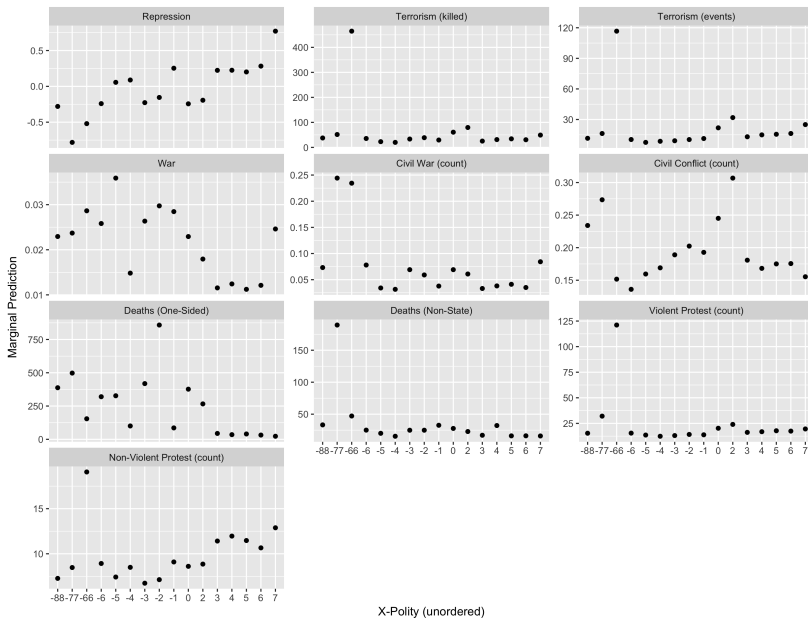 Repression
Terrorism (killed)
Terrorism (events)
0.5
0.0
-0.5
400
300
200
100
0
120
90
60
30
War
Civil War (count)
Civil Conflict (count)
0.03
0.02
0.01
0.25
0.20
0.15
0.10
0.05
0.30
0.25
0.20
0.15
Marginal Prediction
Deaths (One-Sided)
Deaths (Non-State)
Violent Protest (count)
750
500
250
0
150
100
50
125
100
75
50
25
-88 -77 -66 -6 -5 -4 -3 -2 -1 0 2 3 4 5 6 7
-88 -77 -66 -6 -5 -4 -3 -2 -1 0 2 3 4 5 6 7
Non-Violent Protest (count)
15
10
-88 -77 -66 -6 -5 -4 -3 -2 -1 0 2 3 4 5 6 7
X-Polity (unordered)